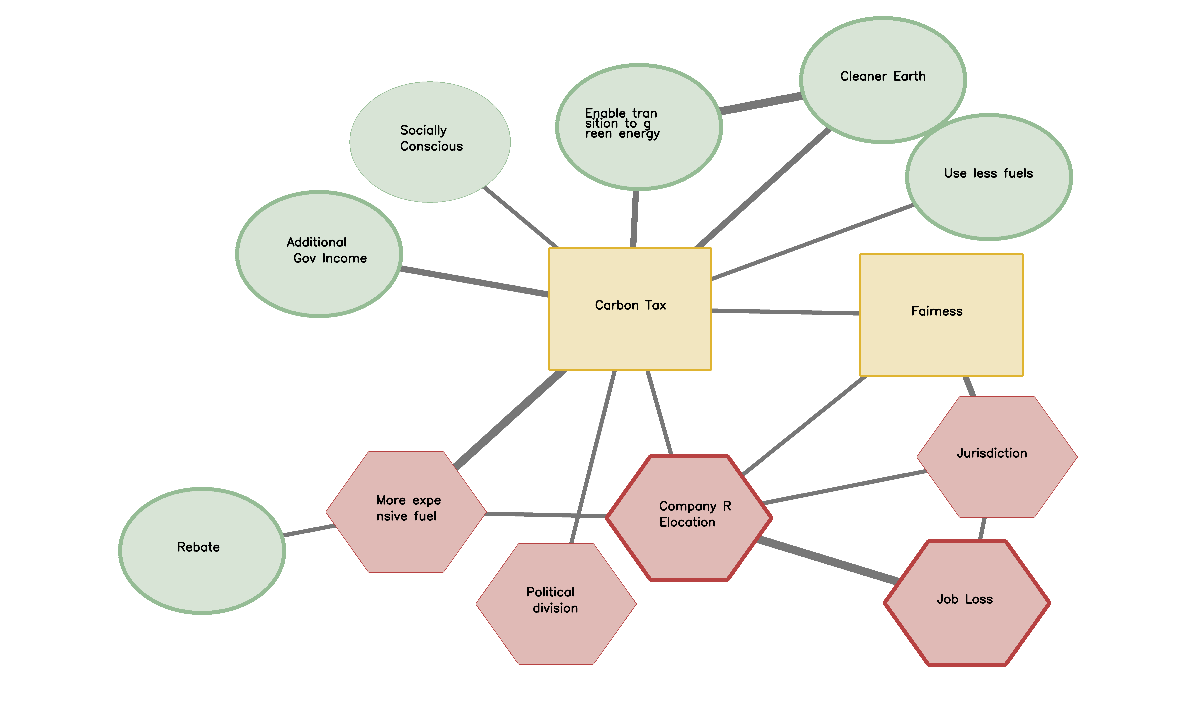 Cleaner Earth
Enable tran
sition to g
reen energy
Socially
Conscious
Use less fuels
Additional
Gov Income
Carbon Tax
Fairness
Jurisdiction
More expe
nsive fuel
Company R
Elocation
Rebate
Political
division
Job Loss